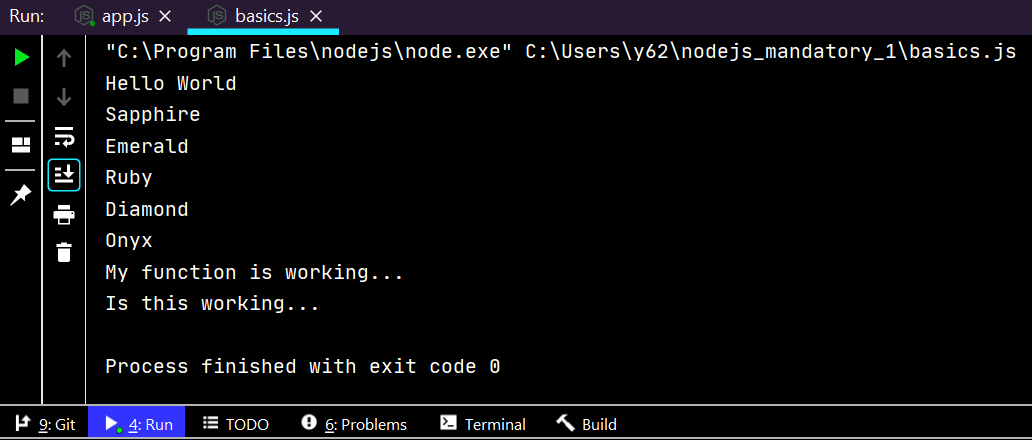 Run: app.js basics.js
"C:\Program Files\nodejs\node.exe" C:\Users\y62\nodejs_mandatory_1\basics.js
Hello World
Sapphire
Emerald
Ruby
Diamond
Onyx
My function is working...
Is this working...
Process finished with exit code 0
9: Git 4: Run TODO 6: Problems Terminal Build